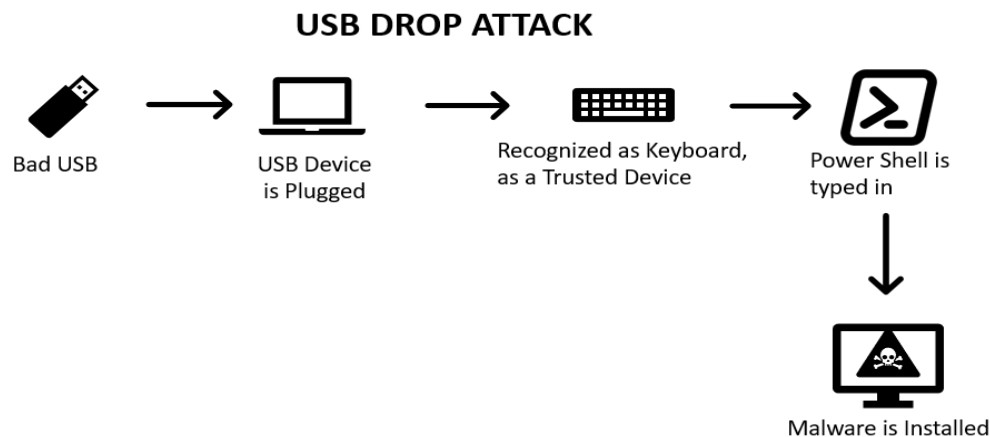 USB DROP ATTACK
Bad USB
USB Device
is Plugged
Recognized as Keyboard,
as a Trusted Device
Power Shell is
typed in
Malware is Installed